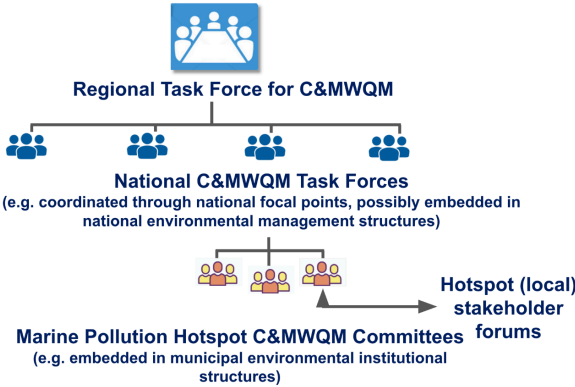 Regional Task Force for C&MWQM
National C&MWQM Task Forces
(e.g. coordinated through national focal points, possibly embedded in
national environmental management structures)
Hotspot (local)
stakeholder
forums
Marine Pollution Hotspot C&MWQM Committees
(e.g. embedded in municipal environmental institutional
structures)